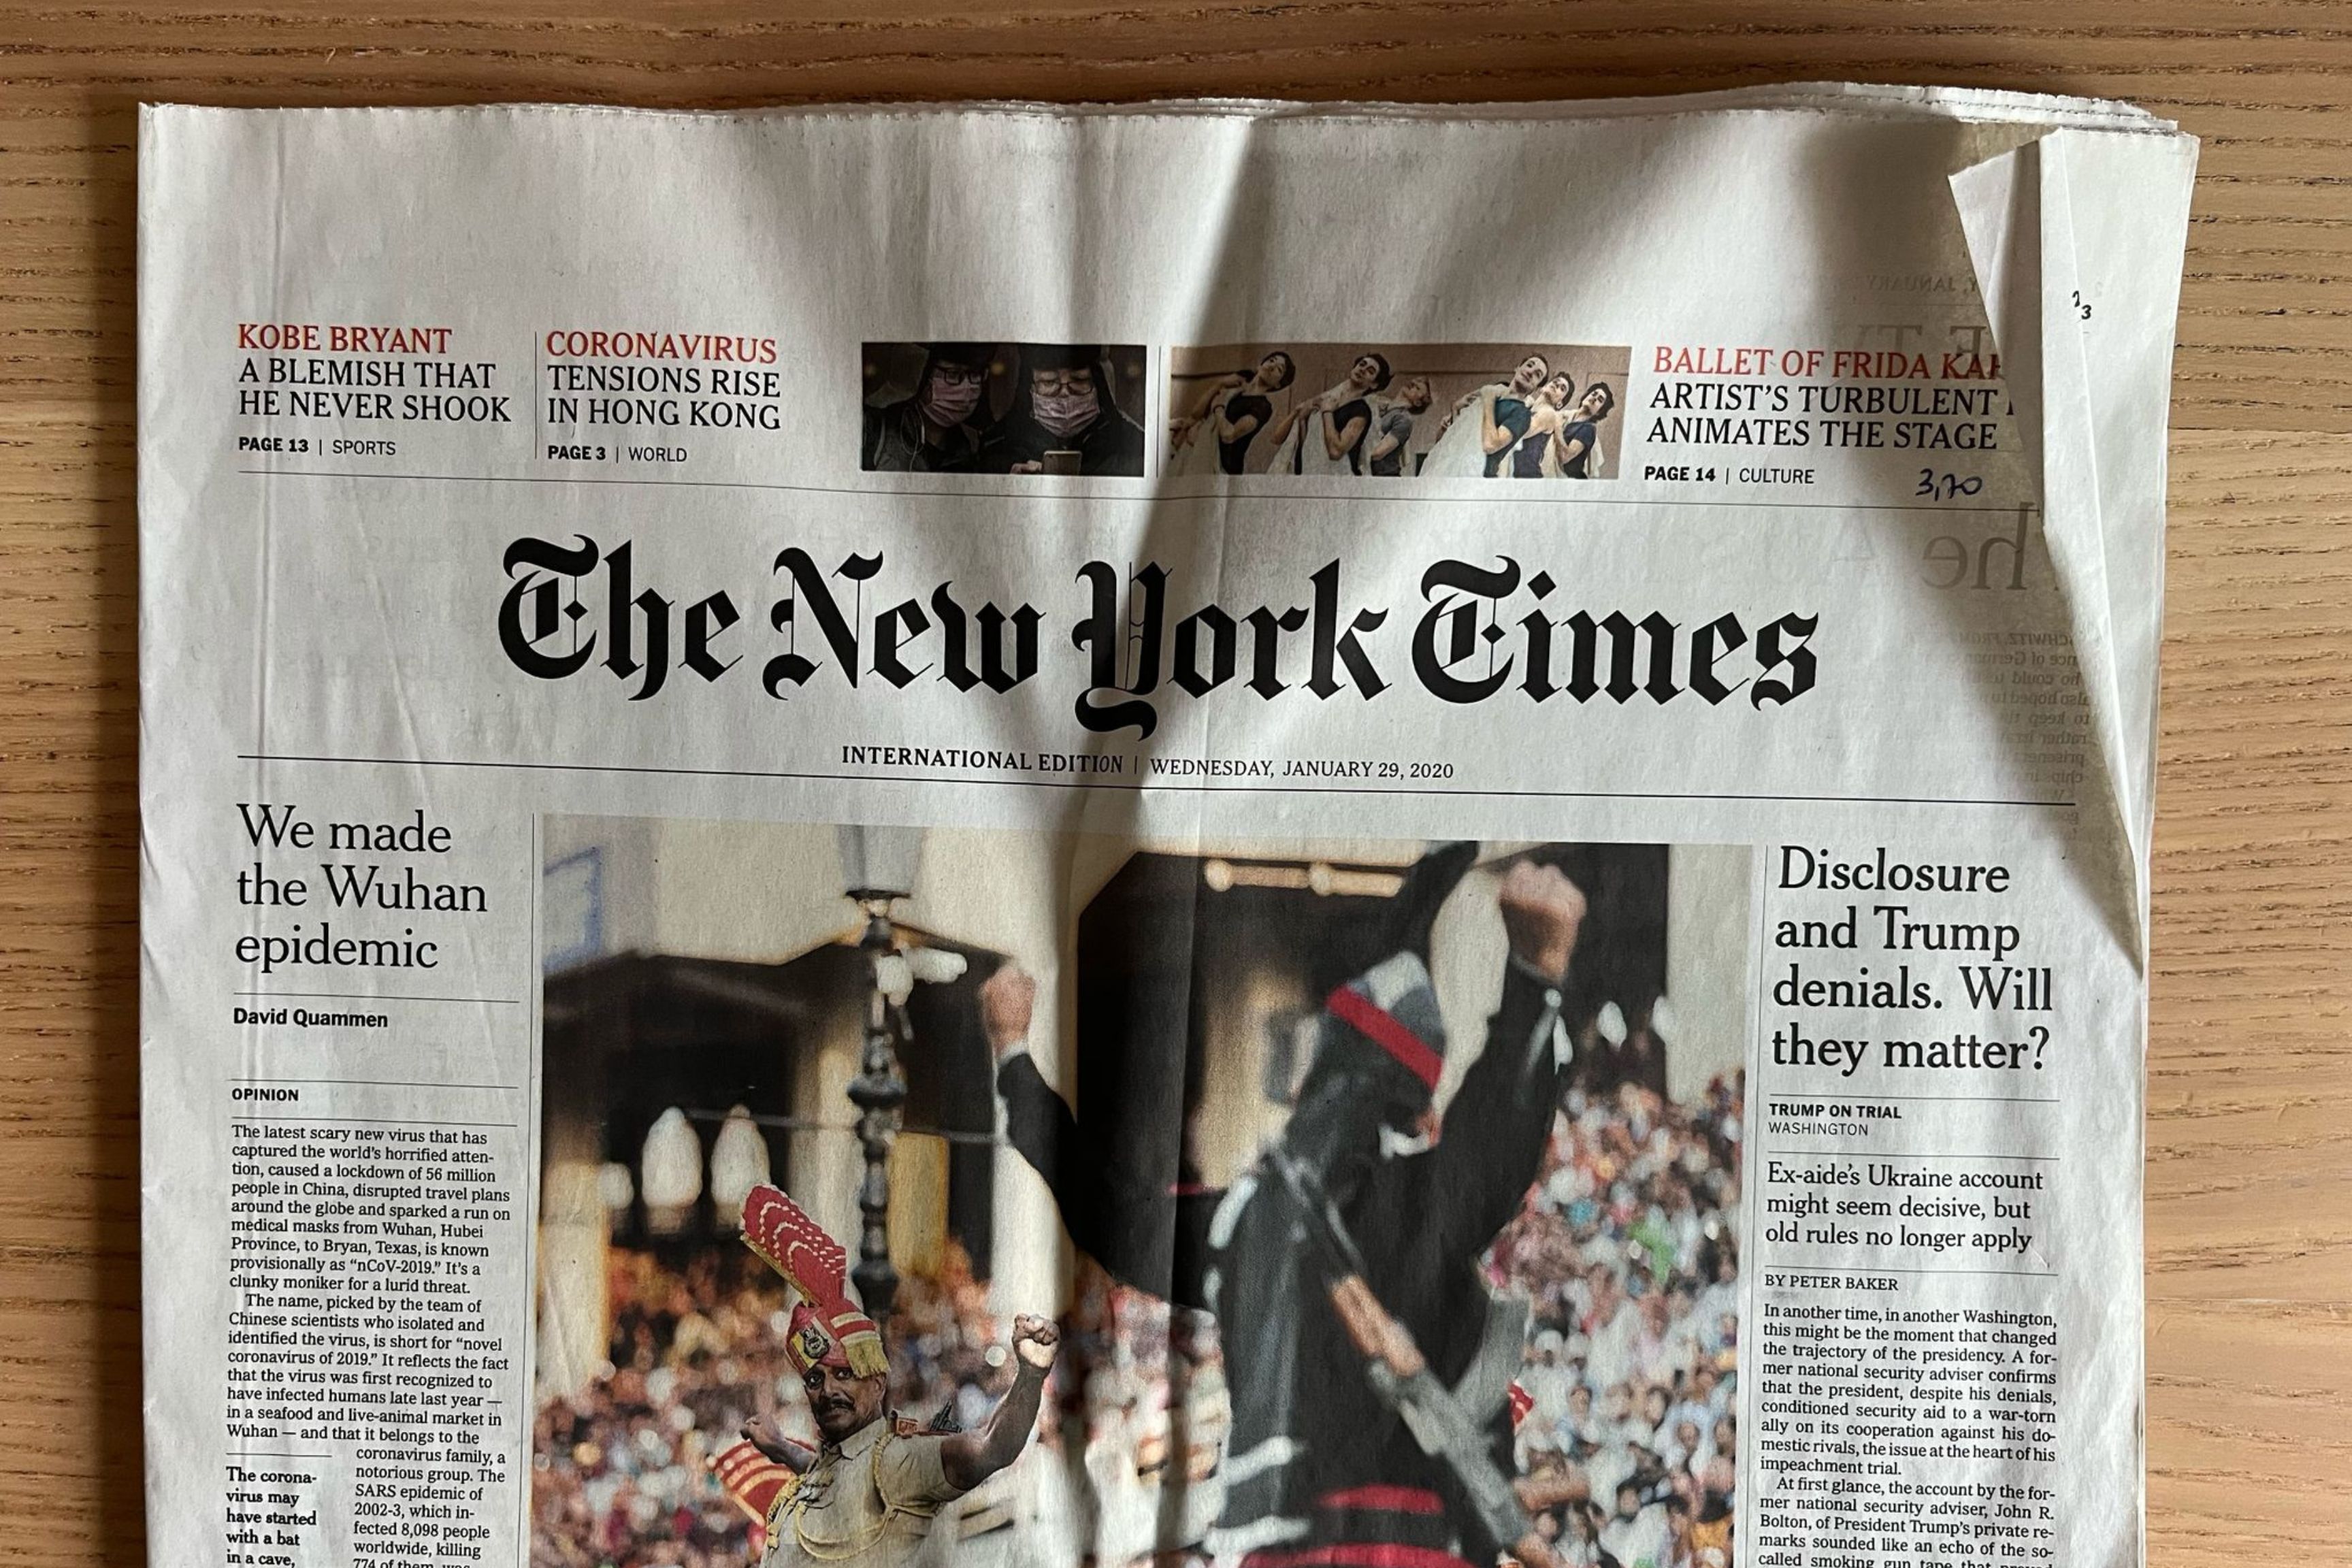 KOBE BRYANT
A BLEMISH THAT
HE NEVER SHOOK
PAGE 13 | SPORTS
CORONAVIRUS
TENSIONS RISE
IN HONG KONG
PAGE 3 | WORLD
BALLET OF FRIDA
ARTIST'S TURBULENT
ANIMATES THE STAGE
PAGE 14 | CULTURE
3,70
The New York Times
INTERNATIONAL EDITION | WEDNESDAY, JANUARY 29, 2020
We made
the Wuhan
epidemic
David Quammen
OPINION
The latest scary new virus that has
captured the world's horrified atten-
tion, caused a lockdown of 56 million
people in China, disrupted travel plans
around the globe and sparked a run on
medical masks from Wuhan, Hubei
Province, to Bryan, Texas, is known
provisionally as “nCoV-2019.” It's a
clunky moniker for a lurid threat.
The name, picked by the team of
Chinese scientists who isolated and
identified the virus, is short for “novel
coronavirus of 2019.” It reflects the fact
that the virus was first recognized to
have infected humans late last year —
in a seafood and live-animal market in
Wuhan — and that it belongs to the
coronavirus family, a
notorious group. The
SARS epidemic of
2002-3, which in-
fected 8,098 people
worldwide, killing
774 of them, was
The corona-
virus may
have started
with a bat
in a cave,
Disclosure
and Trump
denials. Will
they matter?
TRUMP ON TRIAL
WASHINGTON
Ex-aide's Ukraine account
might seem decisive, but
old rules no longer apply
BY PETER BAKER
In another time, in another Washington,
this might be the moment that changed
the trajectory of the presidency. A for-
mer national security adviser confirms
that the president, despite his denials,
conditioned security aid to a war-torn
ally on its cooperation against his do-
mestic rivals, the issue at the heart of his
impeachment trial.
At first glance, the account by the for-
mer national security adviser, John R.
Bolton, of President Trump's private re-
marks sounded like an echo of the so-
called smoking gun tape that proved